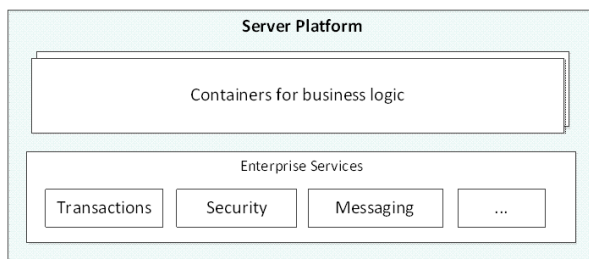 Server Platform
Containers for business logic
Enterprise Services
Transactions
Security
Messaging
...